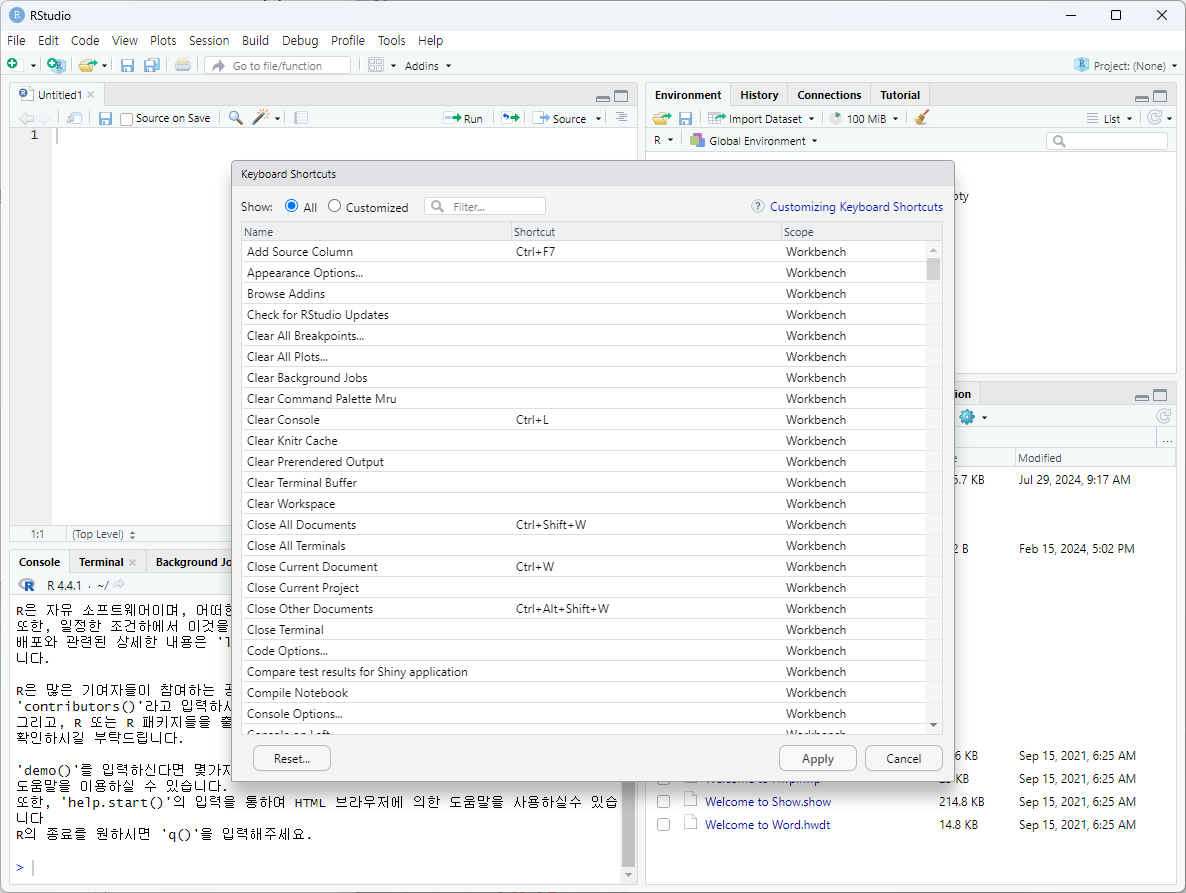 RStudio
File Edit Code View Plots Session Build Debug Profile Tools Help
Go to file/function Addins Project: (None)
Untitled1
Source on Save Run Source
1
Environment History Connections Tutorial
Import Dataset 100 MiB List
R Global Environment
Keyboard Shortcuts
Show: All Customized Filter... Customizing Keyboard Shortcuts
Name Shortcut Scope
Add Source Column Ctrl+F7 Workbench
Appearance Options... Workbench
Browse Addins Workbench
Check for RStudio Updates Workbench
Clear All Breakpoints... Workbench
Clear All Plots... Workbench
Clear Background Jobs Workbench
Clear Command Palette Mru Workbench
Clear Console Ctrl+L Workbench
Clear Knitr Cache Workbench
Clear Prerendered Output Workbench
Clear Terminal Buffer Workbench
Clear Workspace Workbench
Close All Documents Ctrl+Shift+W Workbench
Close All Terminals Workbench
Close Current Document Ctrl+W Workbench
Close Current Project Workbench
Close Other Documents Ctrl+Alt+Shift+W Workbench
Close Terminal Workbench
Code Options... Workbench
Compare test results for Shiny application Workbench
Compile Notebook Workbench
Console Options... Workbench
Reset... Apply Cancel
1:1 (Top Level)
Console Terminal Background
R 4.4.1 · ~/
R은 자유 소프트웨어이며, 어떠한
또한, 일정한 조건하에서 이것을
배포와 관련된 상세한 내용은
니다.
R은 많은 기여자들이 참여하는
'contributors()'라고
그리고, R 또는 R 패키지들을
확인하시길 부탁드립니다.
'demo()'를 입력하신다면 몇가지
도움말을 이용하실 수 있습니다.
또한, 'help.start()'의 입력을 통하여 HTML 브라우저에 의한 도움말을 사용하실수 있습
니다
R의 종료를 원하시면 'q()'을 입력해주세요.
>
Modified
5.7 KB Jul 29, 2024, 9:17 AM
2 B Feb 15, 2024, 5:02 PM
6 KB Sep 15, 2021, 6:25 AM
KB Sep 15, 2021, 6:25 AM
Welcome to Show.show 214.8 KB Sep 15, 2021, 6:25 AM
Welcome to Word.hwdt 14.8 KB Sep 15, 2021, 6:25 AM